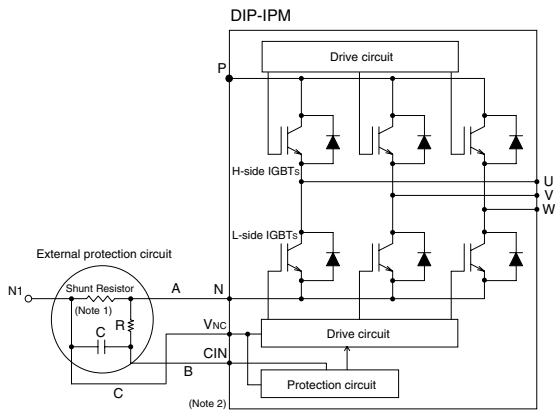 DIP-IPM
Drive circuit
P
H-side IGBTS
U
V
W
L-side IGBTS
External protection circuit
Shunt Resistor
A
N
N1
(Note 1)
VNC
R
C
Drive circuit
CIN
B
C
Protection circuit
(Note 2)